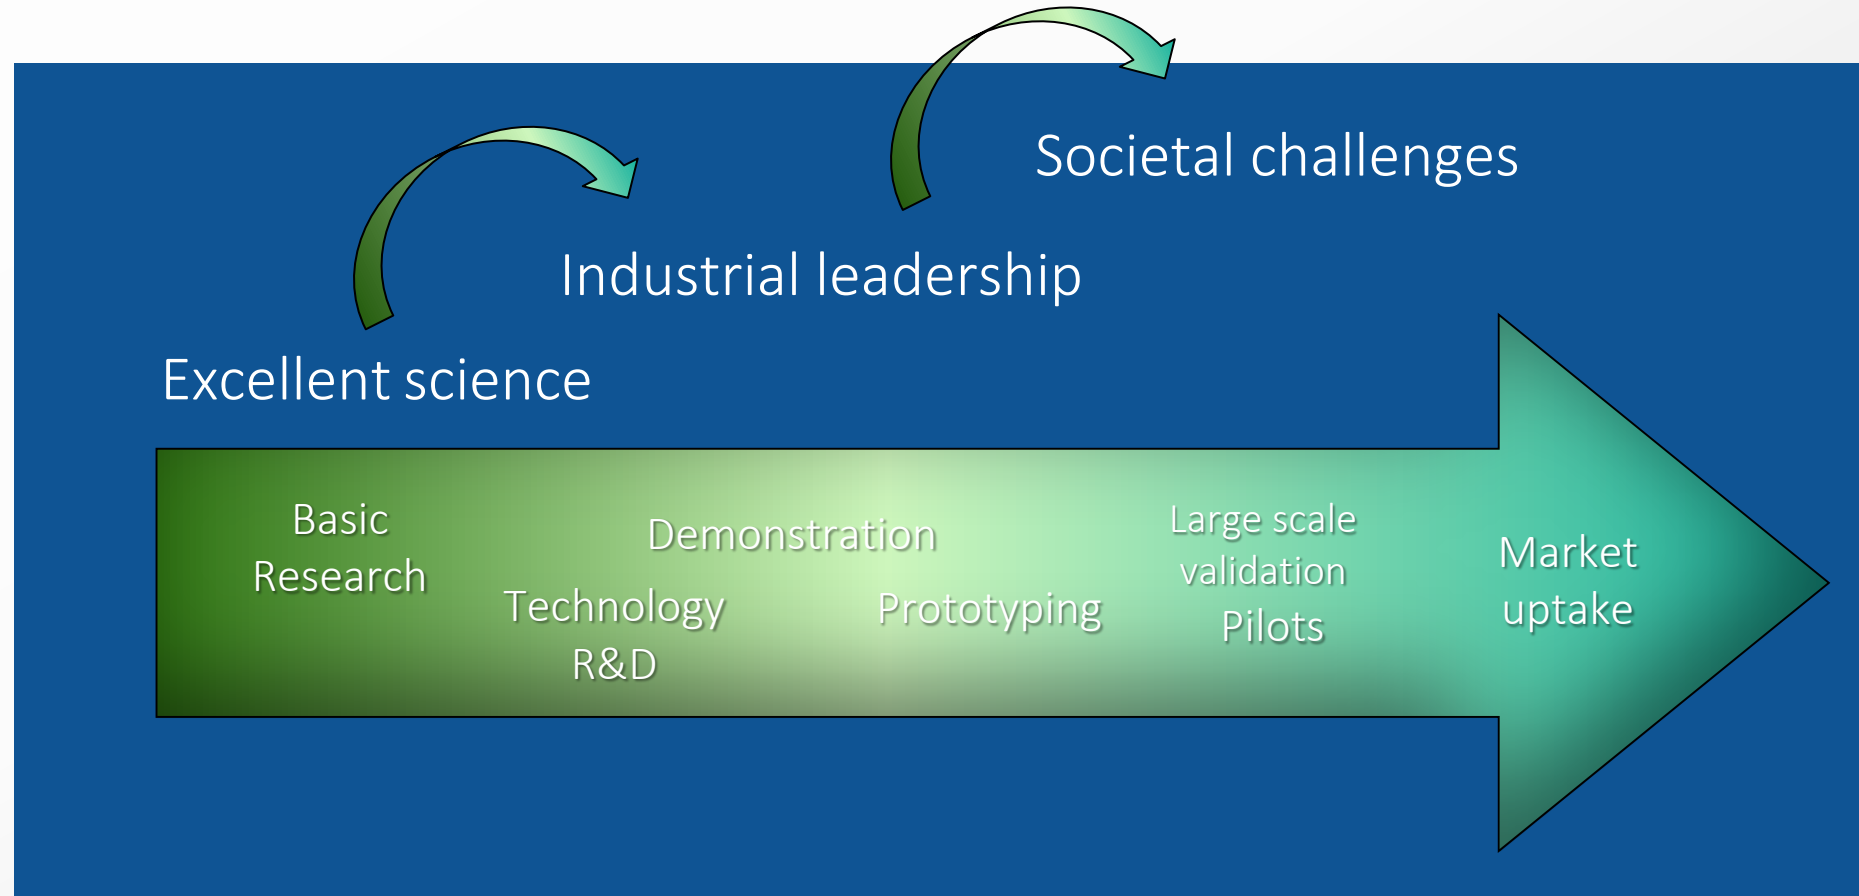 Societal challenges
Industrial leadership
Excellent science
Basic
Research
Technology
R&D
Demonstration
Prototyping
Large scale
validation
Pilots
Market
uptake